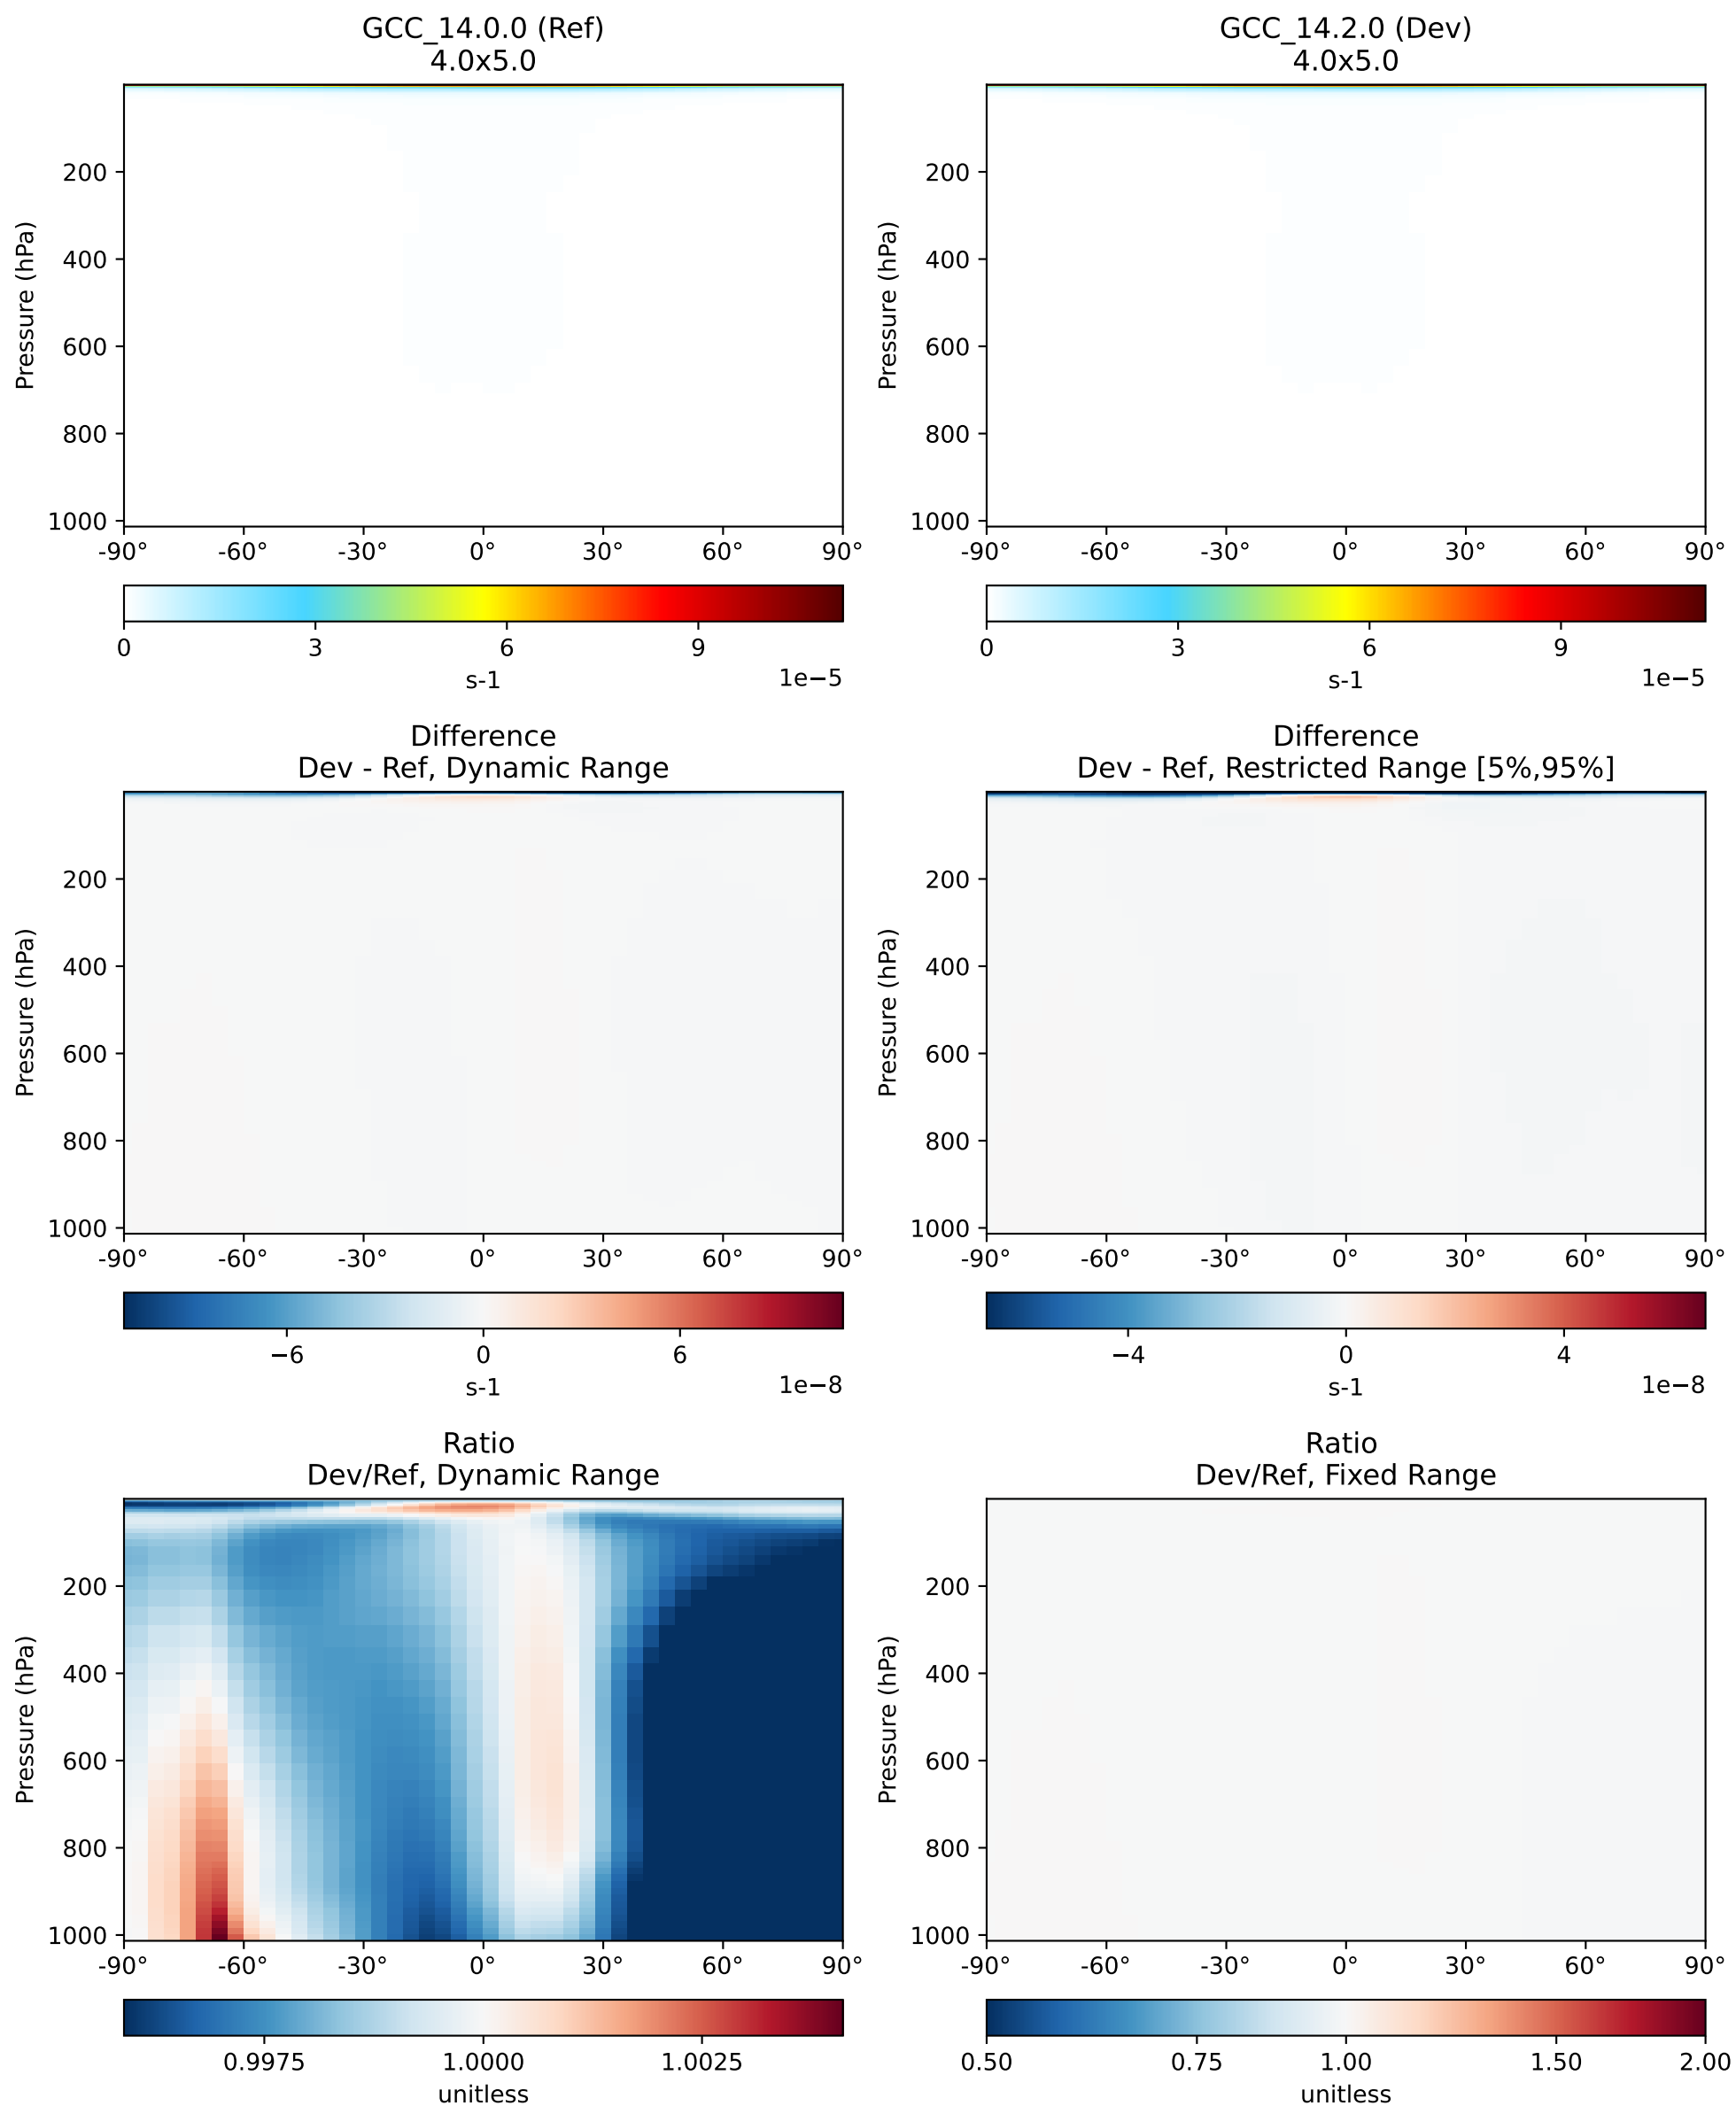 GCC_14.0.0 (Ref)
4.0x5.0
Pressure (hPa)
200
400
600
800
1000
-90° -60° -30° 0° 30° 60° 90°
0 3 6 9
s-1 1e−5
GCC_14.2.0 (Dev)
4.0x5.0
Pressure (hPa)
200
400
600
800
1000
-90° -60° -30° 0° 30° 60° 90°
0 3 6 9
s-1 1e−5
Difference
Dev - Ref, Dynamic Range
Pressure (hPa)
200
400
600
800
1000
-90° -60° -30° 0° 30° 60° 90°
−6 0 6
s-1 1e−8
Difference
Dev - Ref, Restricted Range [5%,95%]
Pressure (hPa)
200
400
600
800
1000
-90° -60° -30° 0° 30° 60° 90°
−4 0 4
s-1 1e−8
Ratio
Dev/Ref, Dynamic Range
Pressure (hPa)
200
400
600
800
1000
-90° -60° -30° 0° 30° 60° 90°
0.9975 1.0000 1.0025
unitless
Ratio
Dev/Ref, Fixed Range
Pressure (hPa)
200
400
600
800
1000
-90° -60° -30° 0° 30° 60° 90°
0.50 0.75 1.00 1.50 2.00
unitless